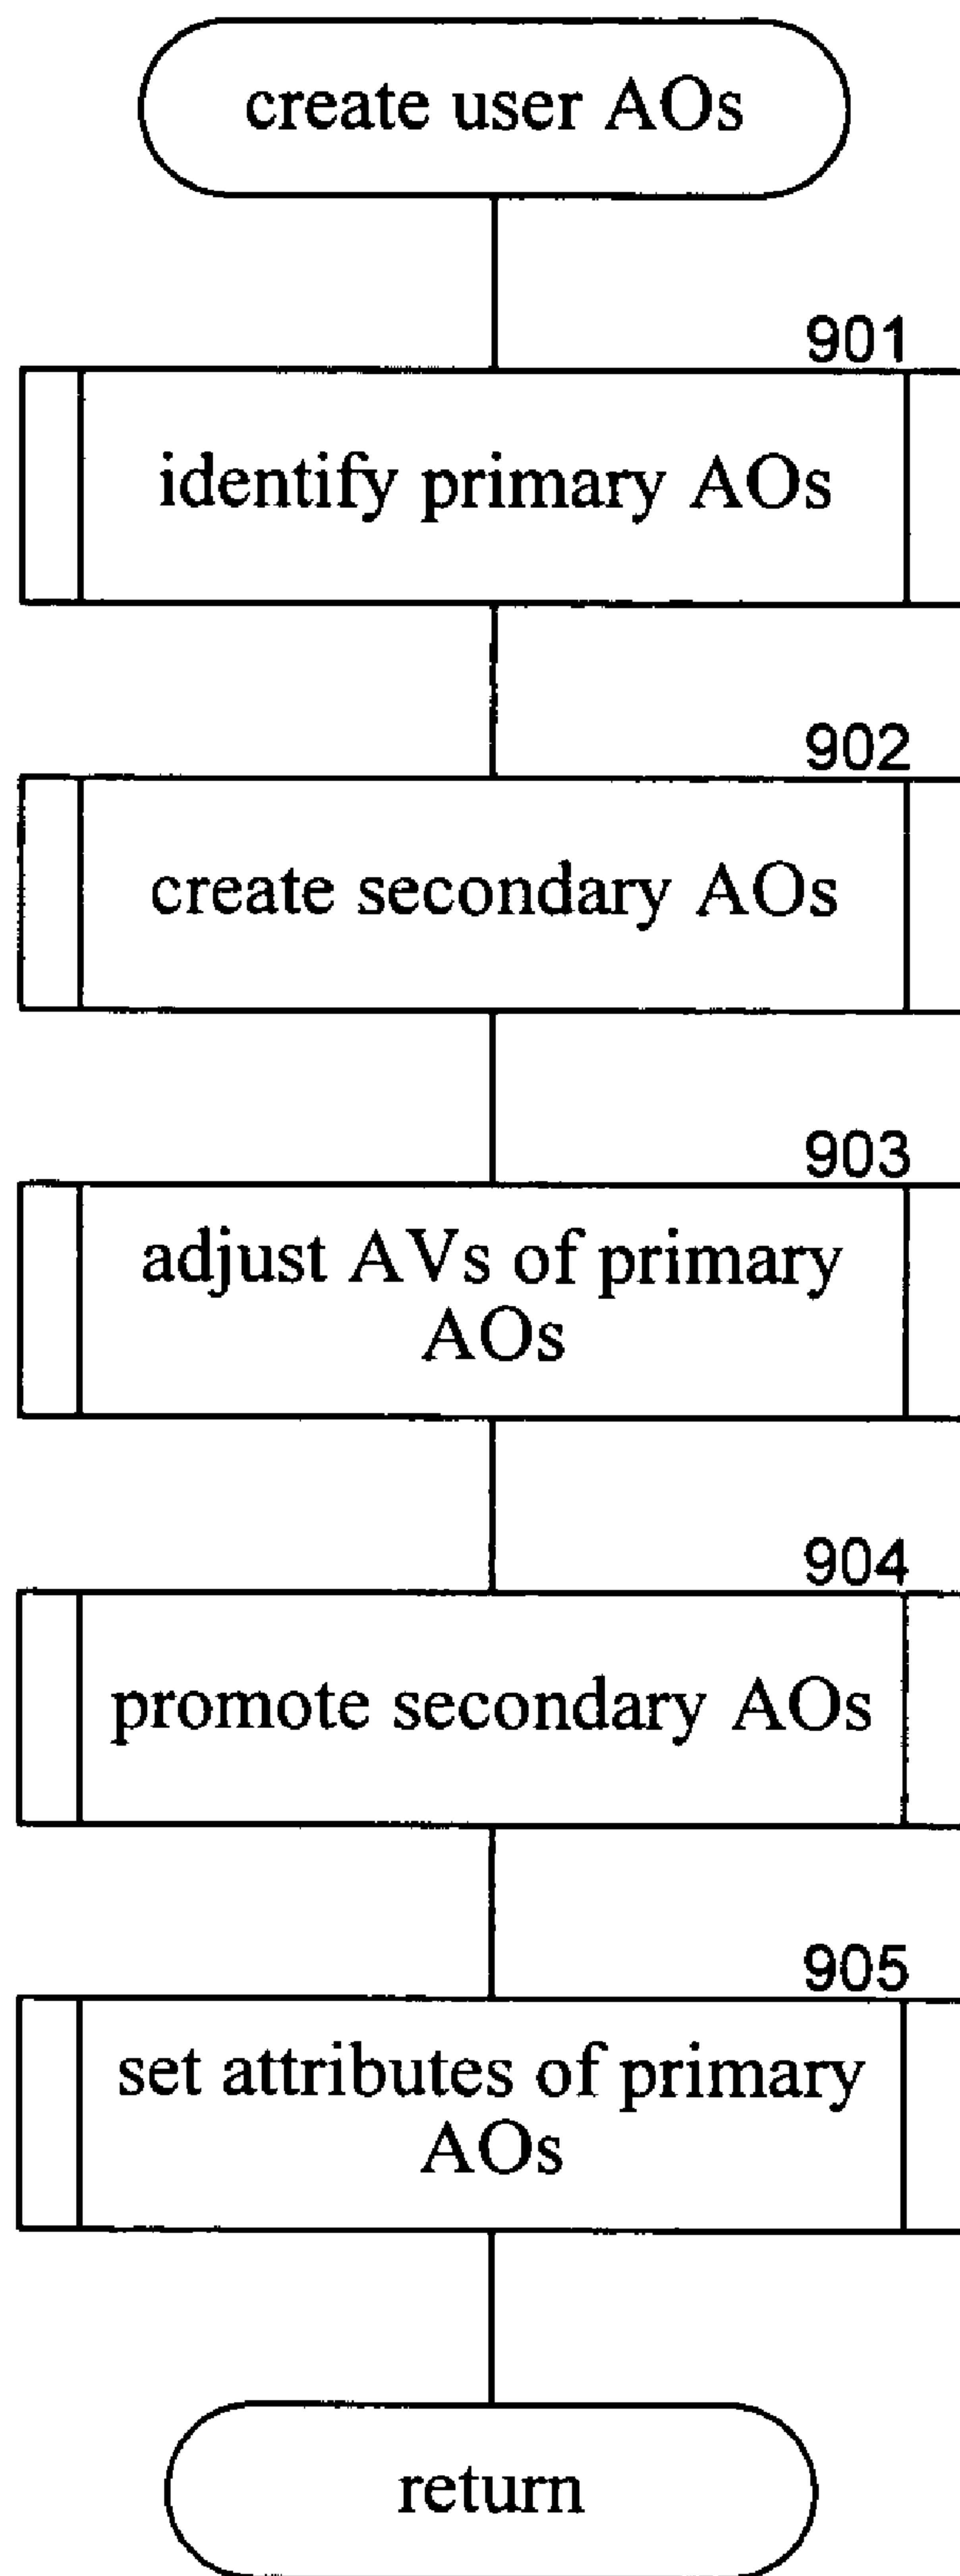 create user AOs
901
identify primary AOs
902
create secondary AOs
903
adjust AVs of primary
AOs
904
promote secondary AOs
905
set attributes of primary
AOs
return